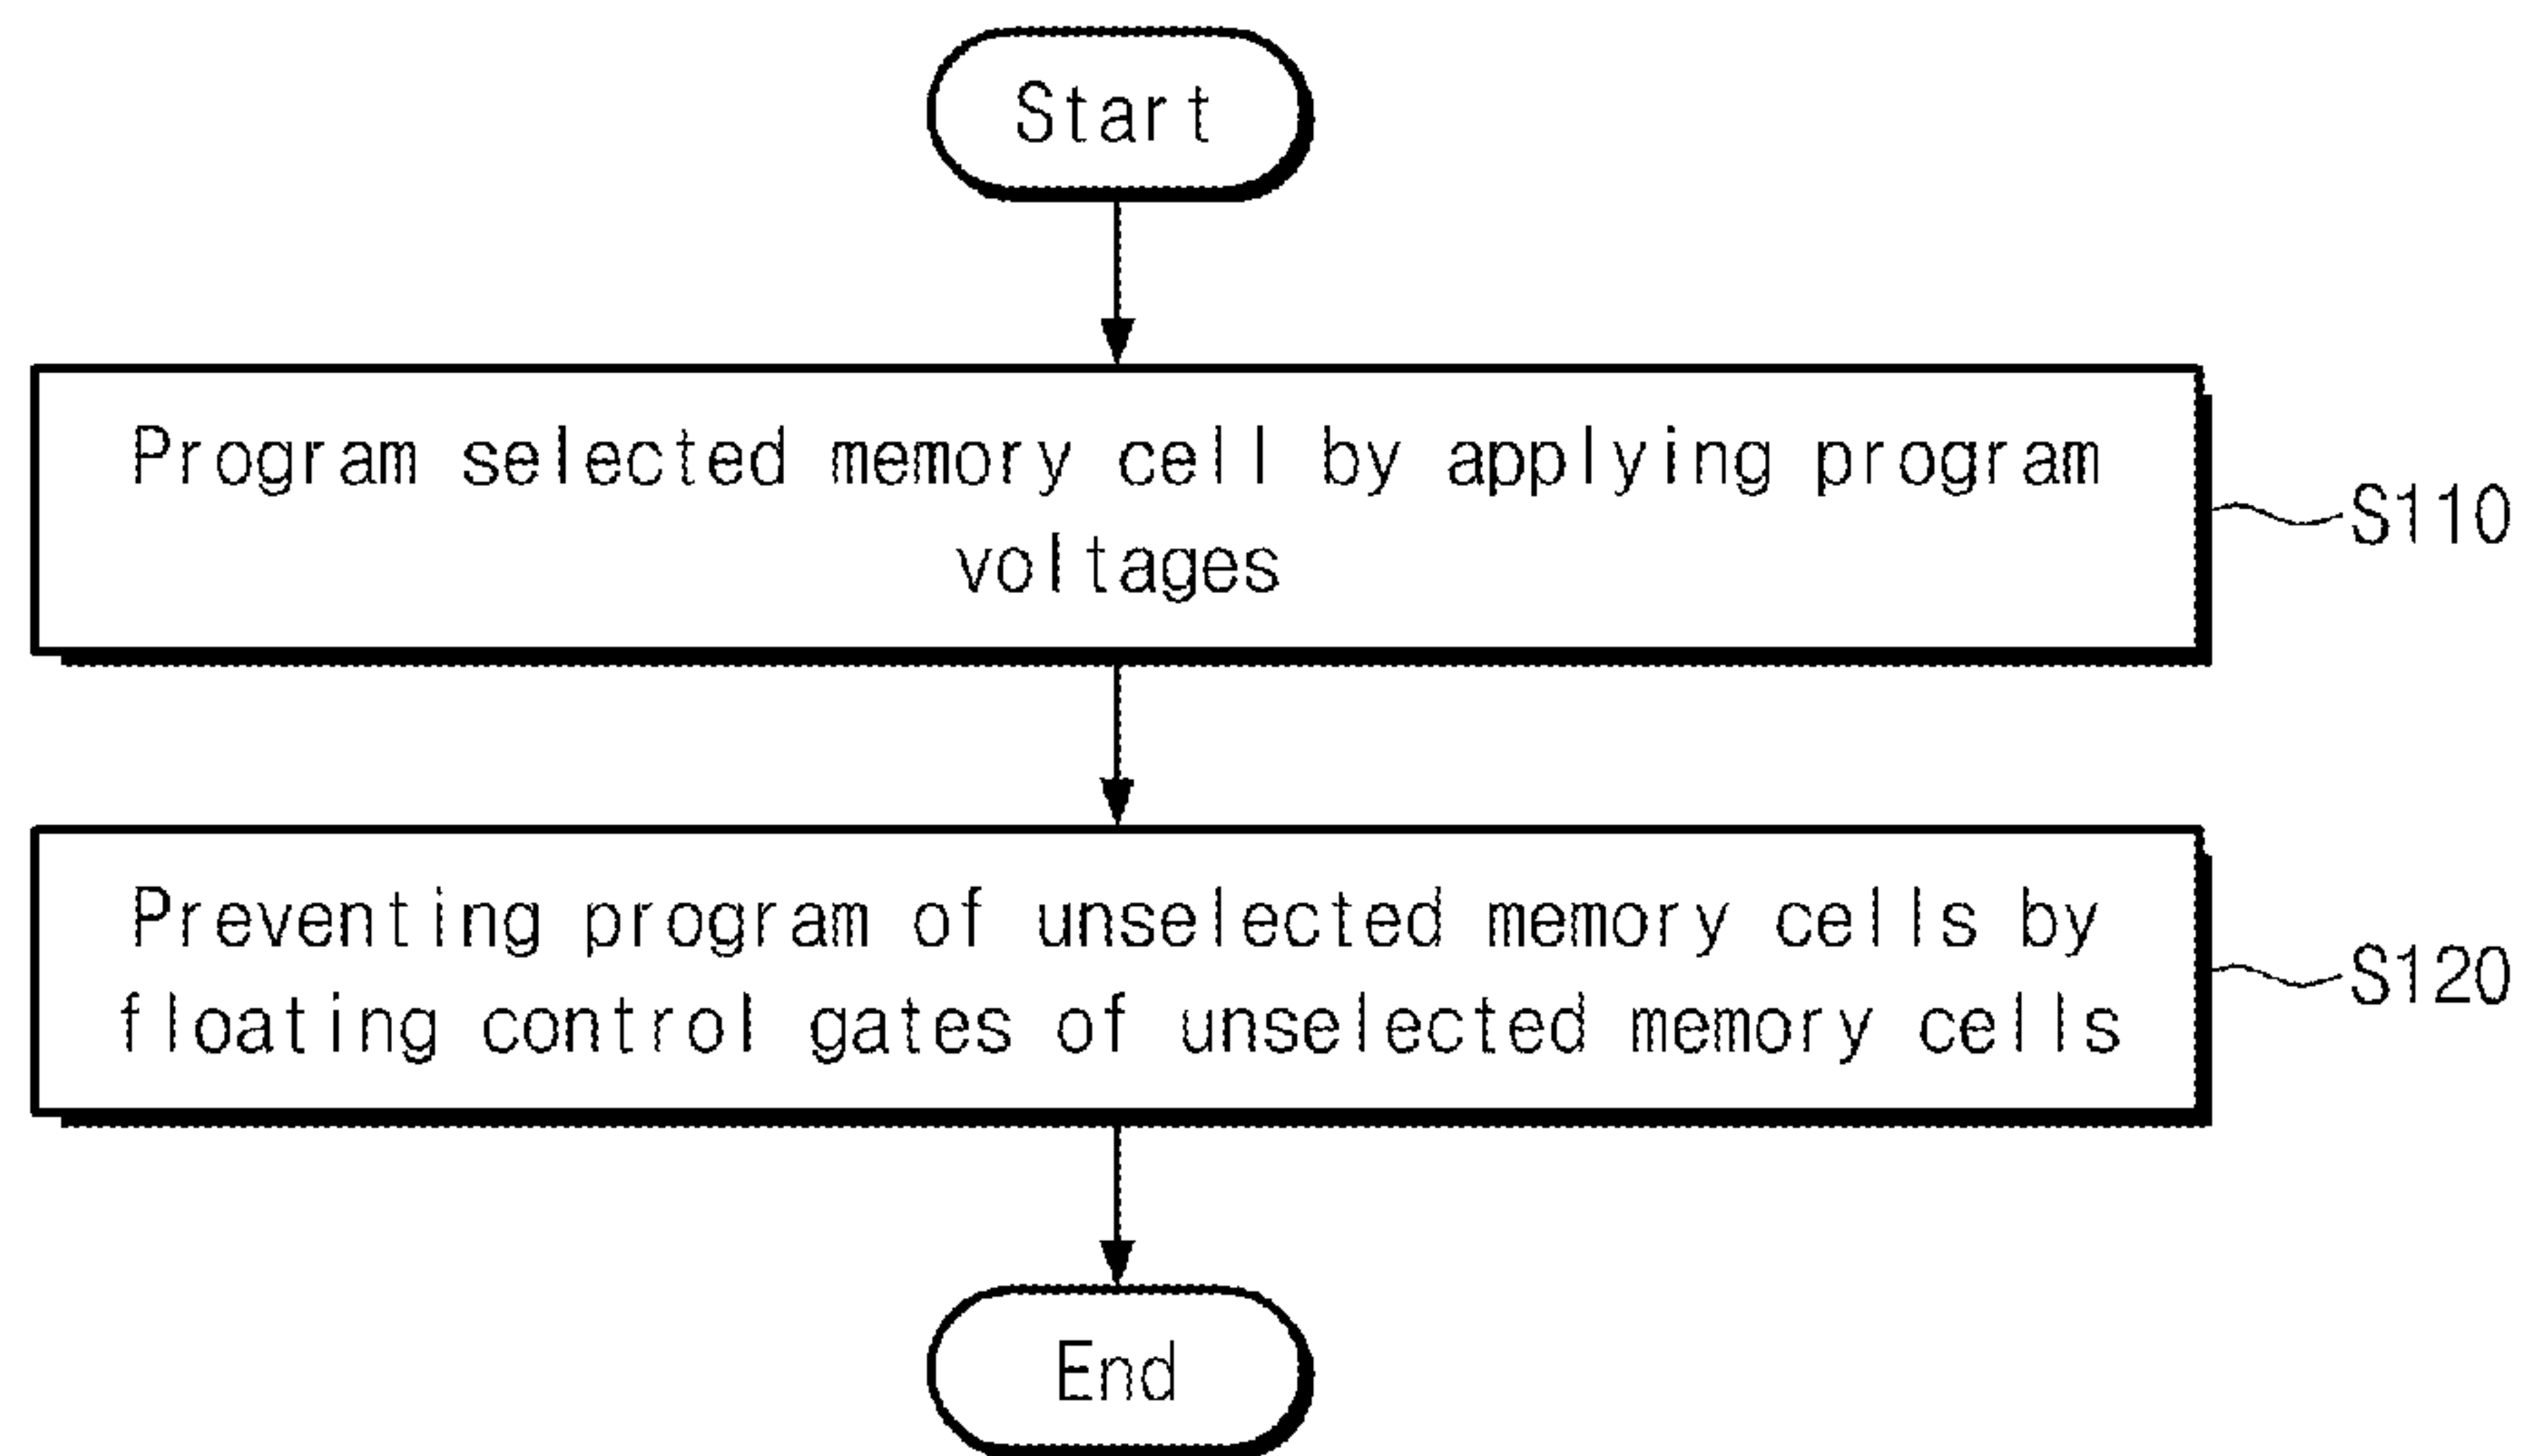 Start
Program selected memory cell by applying program
voltages
S110
Preventing program of unselected memory cells by
floating control gates of unselected memory cells
S120
End